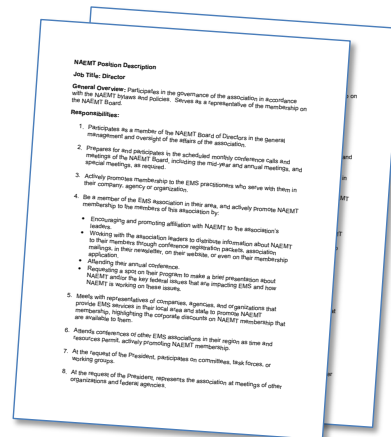 NAEMT Position Description
Job Title: Director
General Overview: Participates in the governance of the association in accordance
with the NAEMT bylaws and policies. Serves as a representative of the membership on
the NAEMT Board.
Responsibilities:
1. Participates as a member of the NAEMT Board of Directors in the general
management and oversight of the affairs of the association.
2. Prepares for and participates in the scheduled monthly conference calls and
meetings of the NAEMT Board, including the mid-year and annual meetings, and
special meetings, as required.
3. Actively promotes membership to the EMS practitioners who serve with them in
their company, agency or organization.
4. Be a member of the EMS association in their area, and actively promote NAEMT
membership to the members of this association by:
• Encouraging and promoting affiliation with NAEMT to the association's
leaders.
• Working with the association leaders to distribute information about NAEMT
to their members through conference registration packets, association
mailings, in their newsletter, on their website, or even on their membership
application.
• Attending their annual conference.
• Requesting a spot on their program to make a brief presentation about
NAEMT and/or the key federal issues that are impacting EMS and how
NAEMT is working on these issues.
5. Meets with representatives of companies, agencies, and organizations that
provide EMS services in their local area and state to promote NAEMT
membership, highlighting the corporate discounts on NAEMT membership that
are available to them.
6. Attends conferences of other EMS associations in their region as time and
resources permit, actively promoting NAEMT membership.
7. At the request of the President, participates on committees, task forces, or
working groups.
8. At the request of the President, represents the association at meetings of other
organizations and federal agencies.